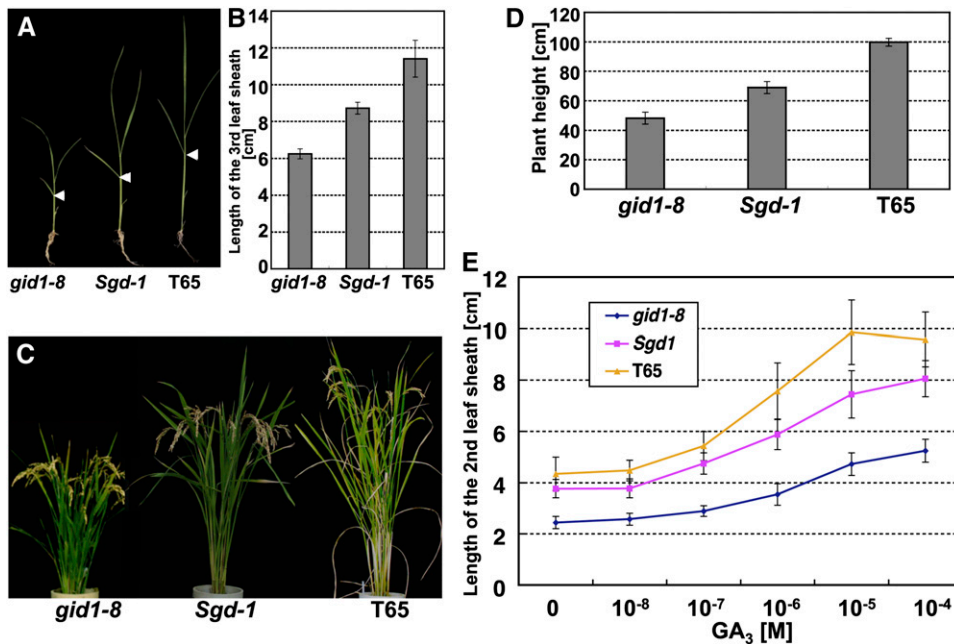 A
gid1-8 Sgd-1 T65
B
Length of the 3rd leaf sheath
[cm]
14
12
10
8
6
4
2
0
gid1-8 Sgd-1 T65
C
gid1-8 Sgd-1 T65
D
Plant height [cm]
120
100
80
60
40
20
0
gid1-8 Sgd-1 T65
E
Length of the 2nd leaf sheath [cm]
12
10
8
6
4
2
0
gid1-8
Sgd1
T65
0 10⁻⁸ 10⁻⁷ 10⁻⁶ 10⁻⁵ 10⁻⁴
GA₃ [M]